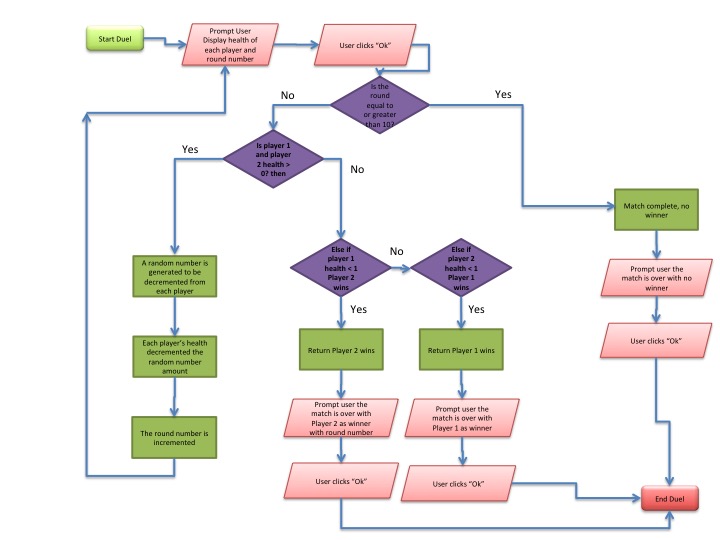 Start Duel
Prompt User
Display health of
each player and
round number
User clicks "Ok"
Is the
round
equal to
or greater
than 10?
No
Yes
Is player 1
and player
2 health >
0? then
Yes
No
Match complete, no
winner
A random number is
generated to be
decremented from
each player
Else if
player 1
health < 1
Player 2
wins
No
Else if
player 2
health < 1
Player 1
wins
Prompt user the
match is over with no
winner
Yes
Yes
Each player's health
decremented the
random number
amount
Return Player 2 wins
Return Player 1 wins
User clicks "Ok"
Prompt user the
match is over with
Player 2 as winner
with round number
Prompt user the
match is over with
Player 1 as winner
The round number is
incremented
User clicks "Ok"
User clicks "Ok"
End Duel